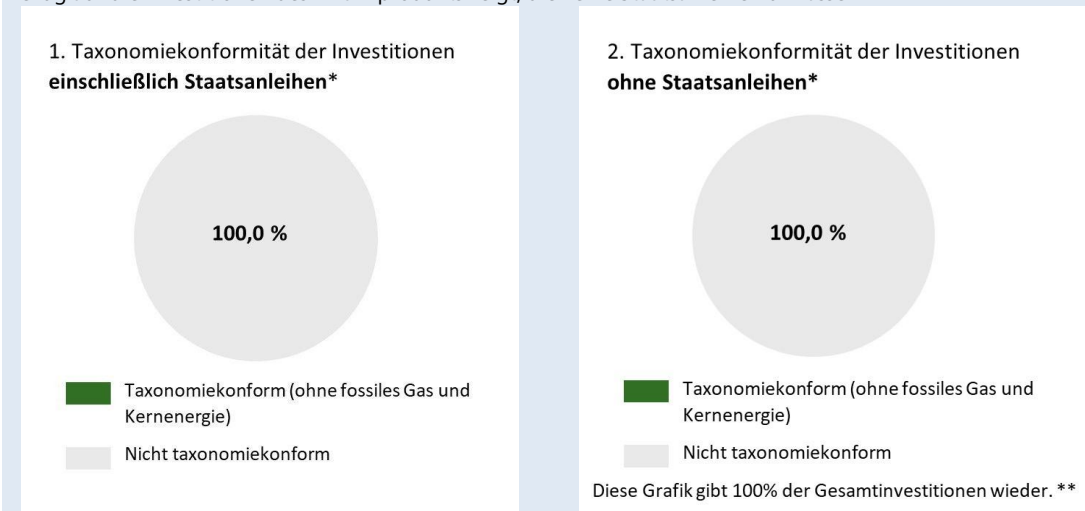 1. Taxonomiekonformität der Investitionen
einschließlich Staatsanleihen*
100,0 %
Taxonomiekonform (ohne fossiles Gas und
Kernenergie)
Nicht taxonomiekonform
2. Taxonomiekonformität der Investitionen
ohne Staatsanleihen*
100,0 %
Taxonomiekonform (ohne fossiles Gas und
Kernenergie)
Nicht taxonomiekonform
Diese Grafik gibt 100% der Gesamtinvestitionen wieder. **